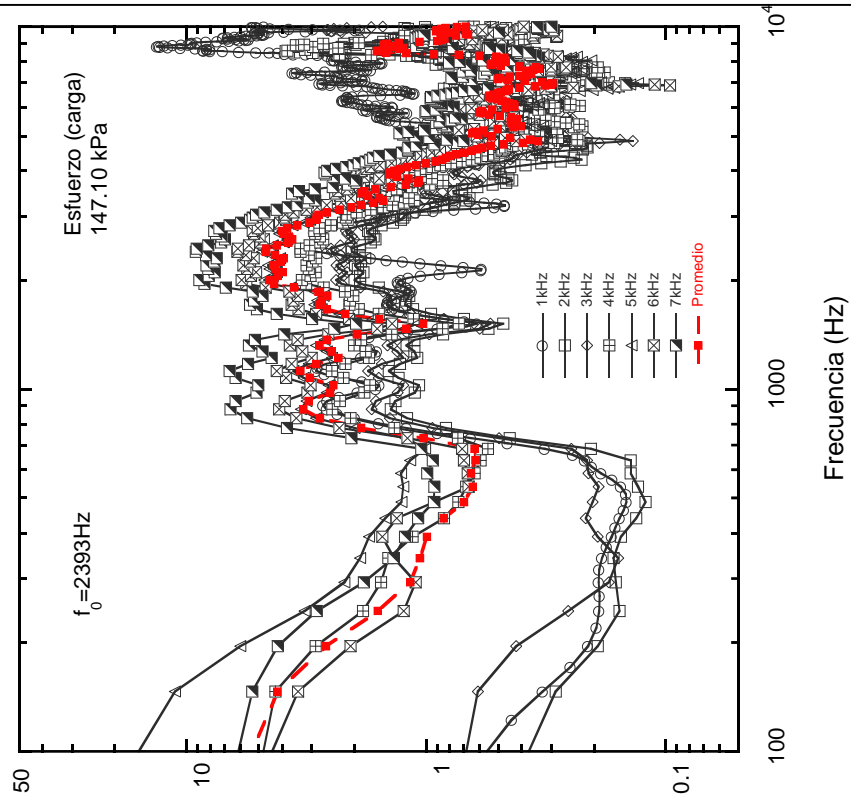 Esfuerzo (carga)
147.10 kPa
f0=2393Hz
1kHz
2kHz
3kHz
4kHz
5kHz
6kHz
7kHz
Promedio
50
10
1
0.1
100
1000
10^4
Frecuencia (Hz)